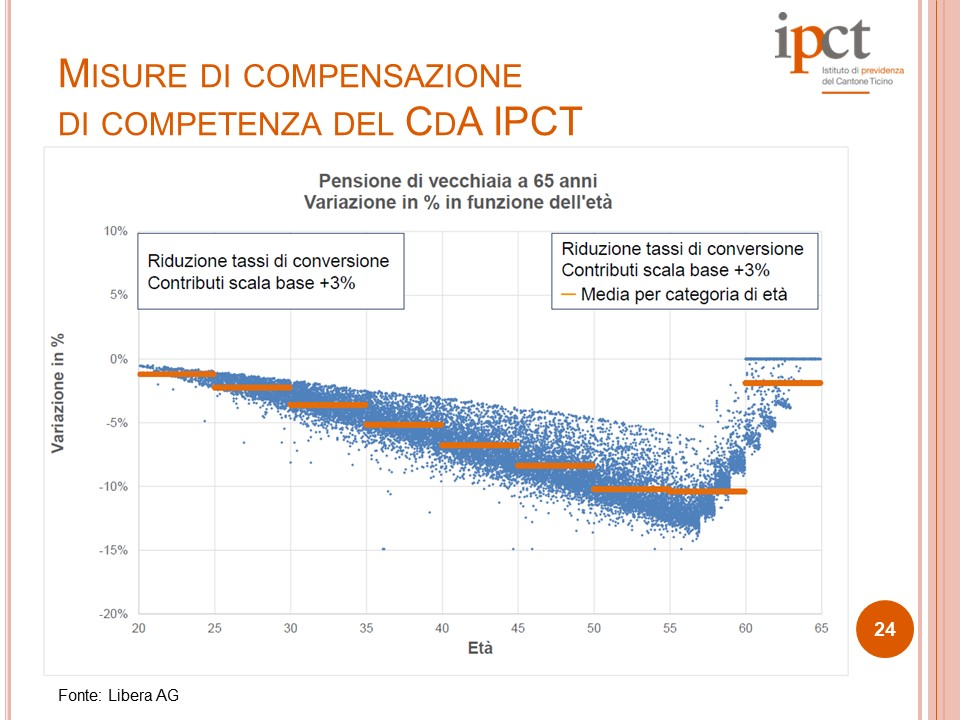 ipct
Istituto di previdenza
del Cantone Ticino
MISURE DI COMPENSAZIONE
DI COMPETENZA DEL CDA IPCT
Pensione di vecchiaia a 65 anni
Variazione in % in funzione dell'età
Riduzione tassi di conversione
Contributi scala base +3%
Riduzione tassi di conversione
Contributi scala base +3%
Media per categoria di età
Variazione in %
10%
5%
0%
-5%
-10%
-15%
-20%
20 25 30 35 40 45 50 55 60 65
Età
24
Fonte: Libera AG